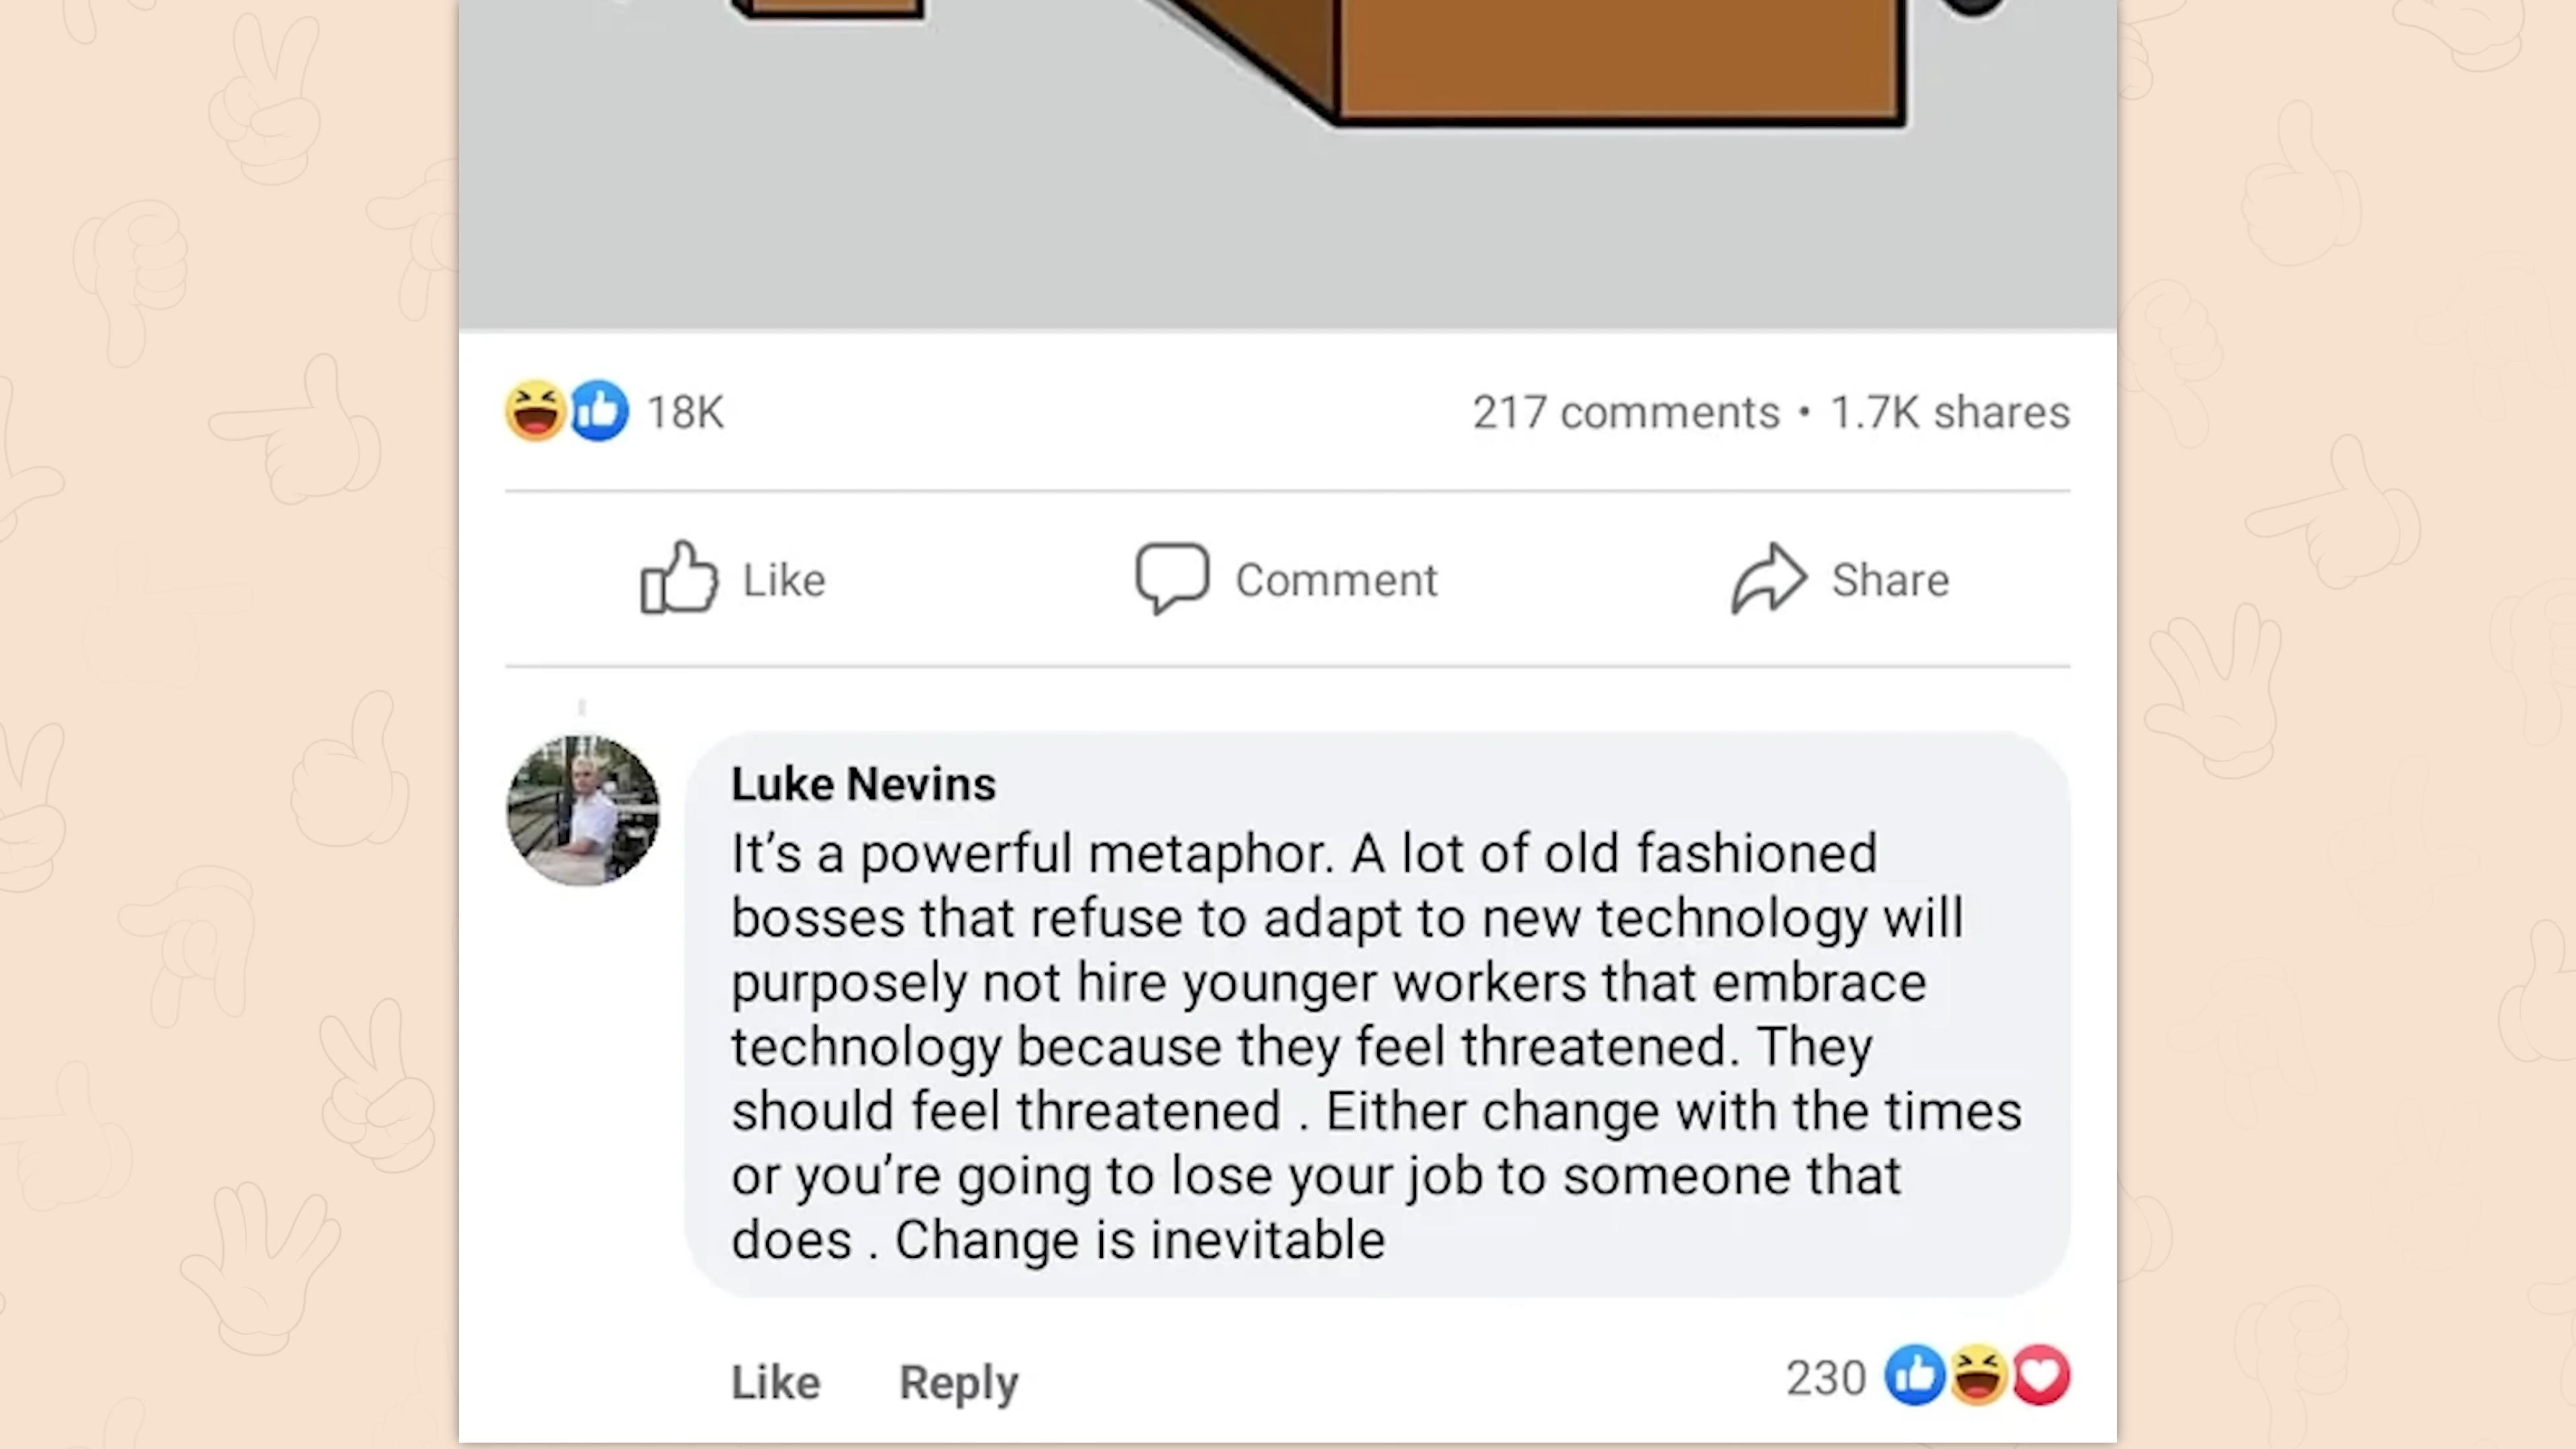 18K
217 comments • 1.7K shares
Like
Comment
Share
Luke Nevins
It’s a powerful metaphor. A lot of old fashioned
bosses that refuse to adapt to new technology will
purposely not hire younger workers that embrace
technology because they feel threatened. They
should feel threatened . Either change with the times
or you’re going to lose your job to someone that
does . Change is inevitable
Like Reply
230